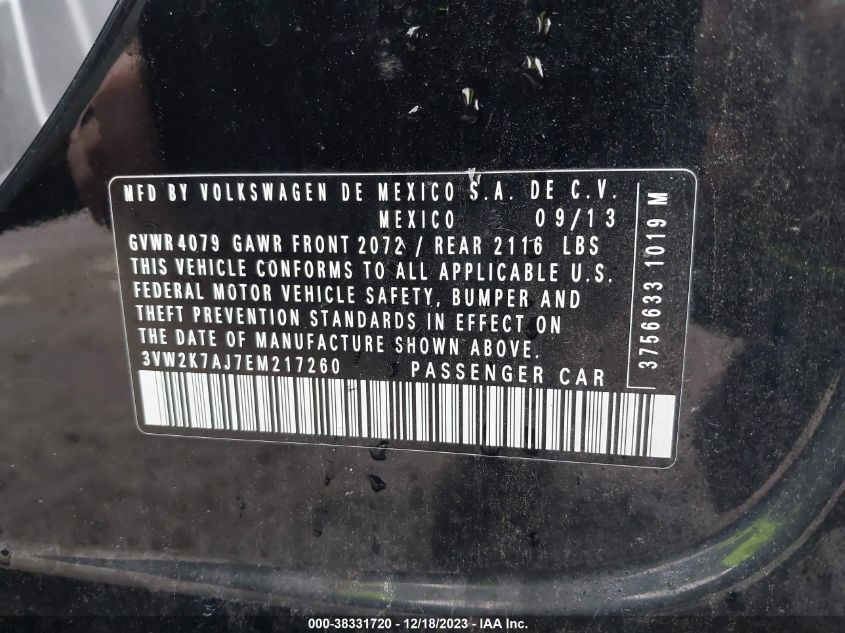 MFD BY VOLKSWAGEN DE MEXICO S.A. DE C.V.
MEXICO 09/13
GVWR 4079 GAWR FRONT 2072 / REAR 2116 LBS
THIS VEHICLE CONFORMS TO ALL APPLICABLE U.S.
FEDERAL MOTOR VEHICLE SAFETY, BUMPER AND
THEFT PREVENTION STANDARDS IN EFFECT ON
THE DATE OF MANUFACTURE SHOWN ABOVE.
3VW2K7AJ7EM217260 PASSENGER CAR
3756633 1019 M
000-38331720 - 12/18/2023 - IAA Inc.